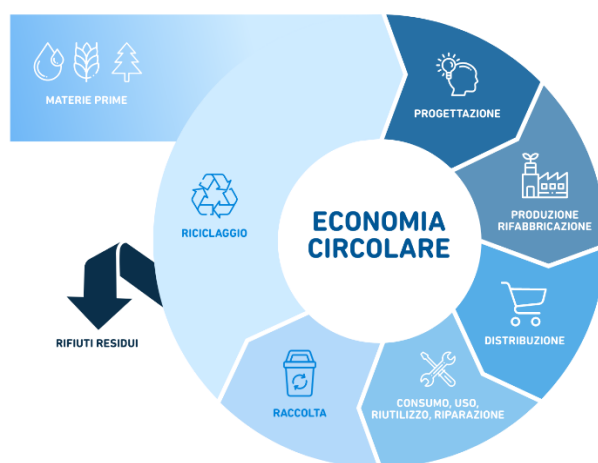 MATERIE PRIME
PROGETTAZIONE
PRODUZIONE
RIFABBRICAZIONE
DISTRIBUZIONE
CONSUMO, USO,
RIUTILIZZO, RIPARAZIONE
RACCOLTA
RICICLAGGIO
RIFIUTI RESIDUI
ECONOMIA
CIRCOLARE